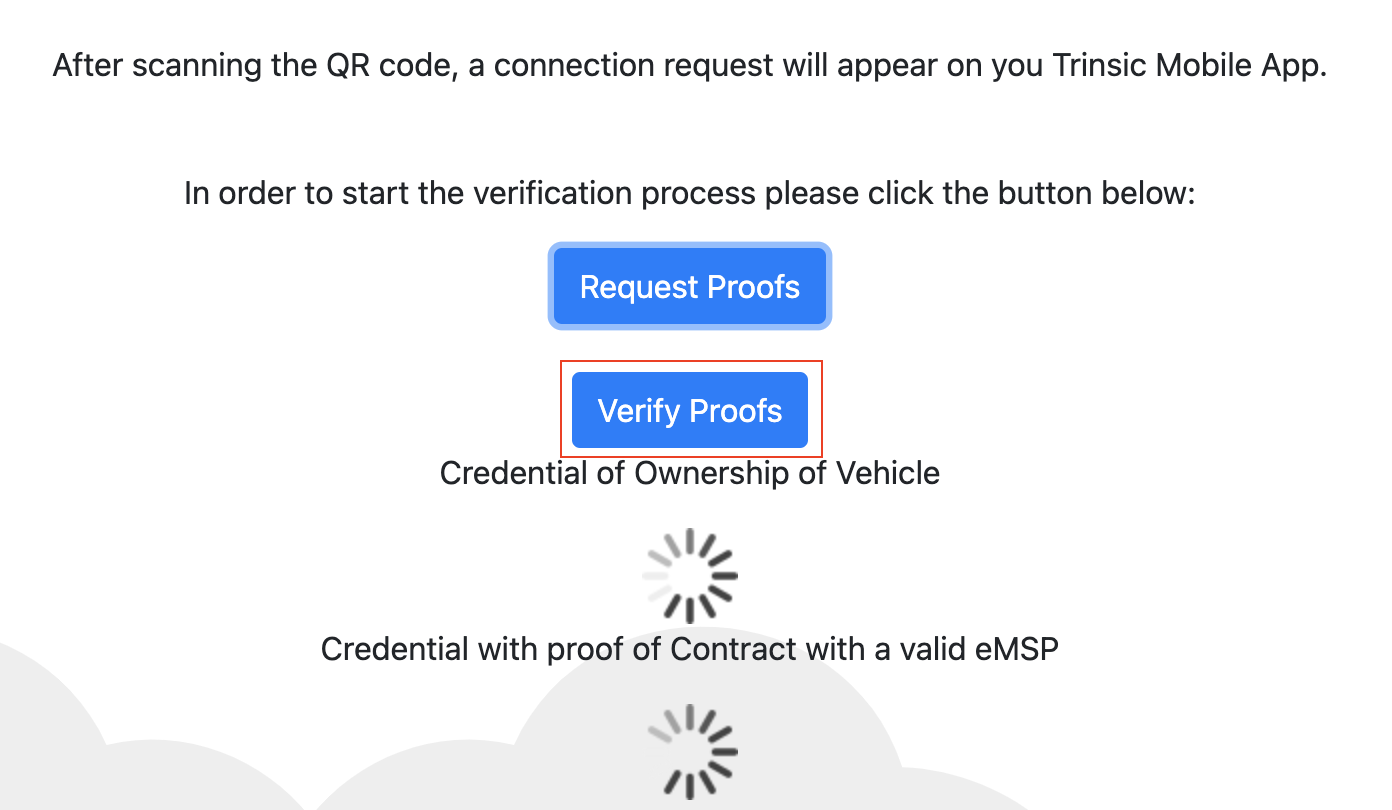 After scanning the QR code, a connection request will appear on you Trinsic Mobile App.
In order to start the verification process please click the button below:
Request Proofs
Verify Proofs
Credential of Ownership of Vehicle
Credential with proof of Contract with a valid eMSP